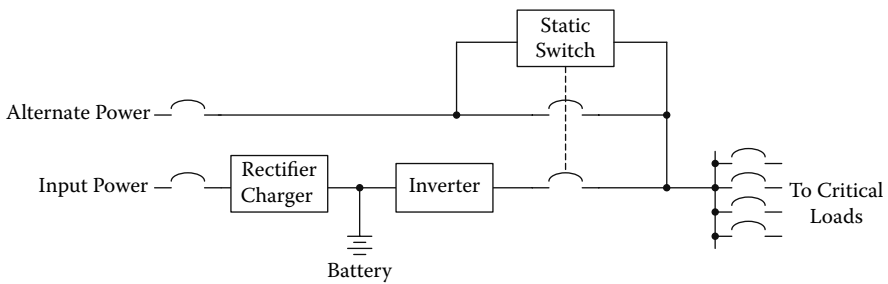 Static
Switch
Alternate Power
Input Power
Rectifier
Charger
Inverter
To Critical
Loads
Battery